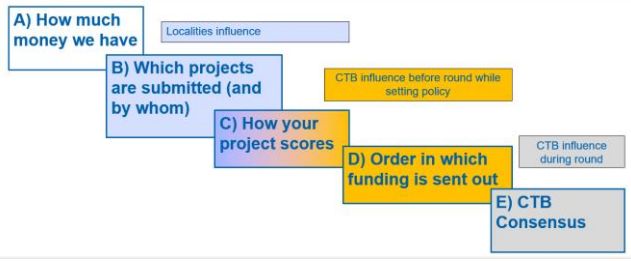 A) How much
money we have
Localities influence
B) Which projects
are submitted (and
by whom)
CTB influence before round while
setting policy
C) How your
project scores
CTB influence
during round
D) Order in which
funding is sent out
E) CTB
Consensus